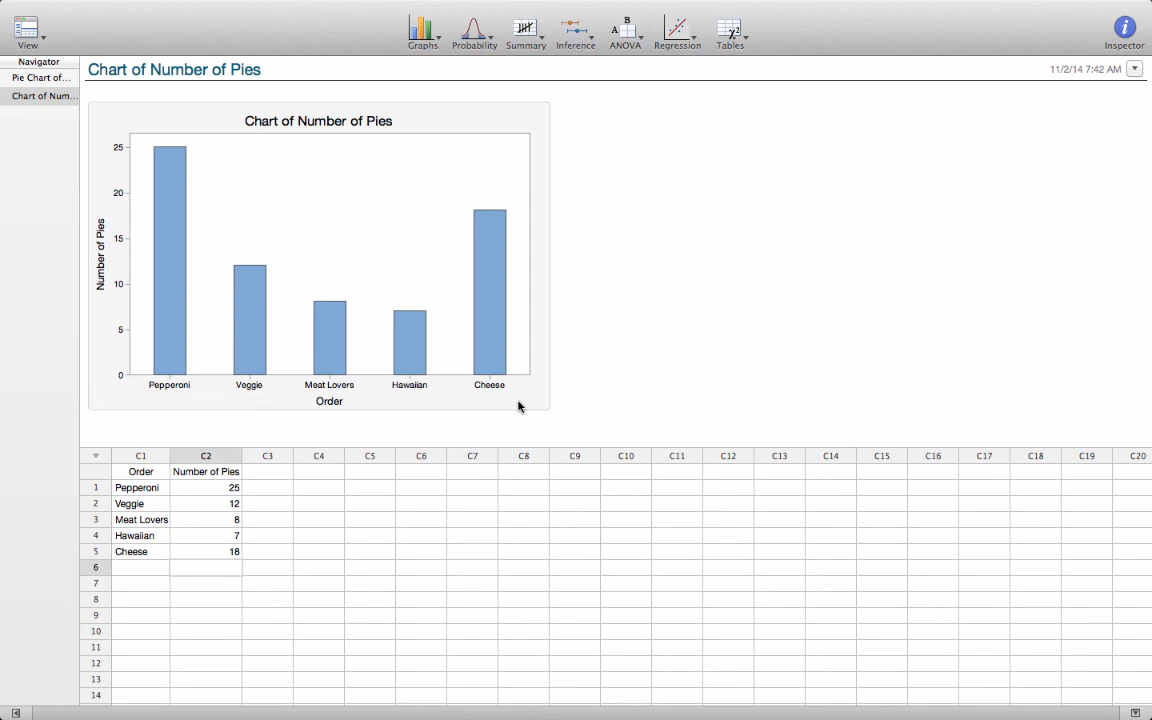 View Graphs Probability Summary Inference ANOVA Regression Tables Inspector
Navigator
Pie Chart of...
Chart of Num...
Chart of Number of Pies
11/2/14 7:42 AM
Chart of Number of Pies
Number of Pies
25
20
15
10
5
0
Pepperoni Veggie Meat Lovers Hawaiian Cheese
Order
C1 C2 C3 C4 C5 C6 C7 C8 C9 C10 C11 C12 C13 C14 C15 C16 C17 C18 C19 C20
Order Number of Pies
1 Pepperoni 25
2 Veggie 12
3 Meat Lovers 8
4 Hawaiian 7
5 Cheese 18
6
7
8
9
10
11
12
13
14